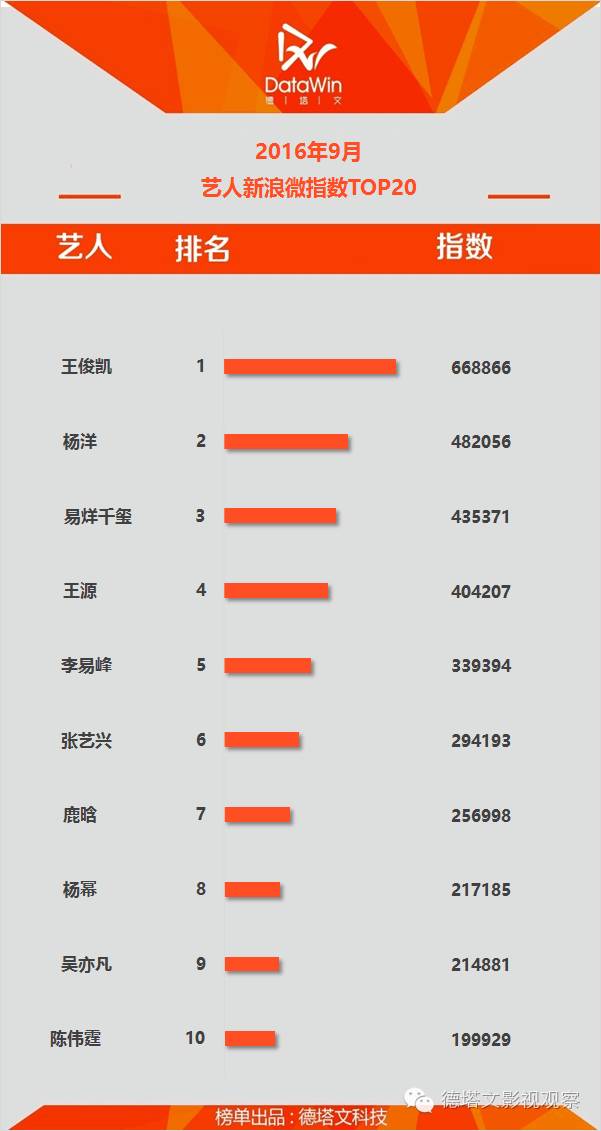 DataWin
德 | 塔 | 文
2016年9月
艺人新浪微指数TOP20
艺人 排名 指数
王俊凯 1 668866
杨洋 2 482056
易烊千玺 3 435371
王源 4 404207
李易峰 5 339394
张艺兴 6 294193
鹿晗 7 256998
杨幂 8 217185
吴亦凡 9 214881
陈伟霆 10 199929
德塔文影视观察
榜单出品：德塔文科技